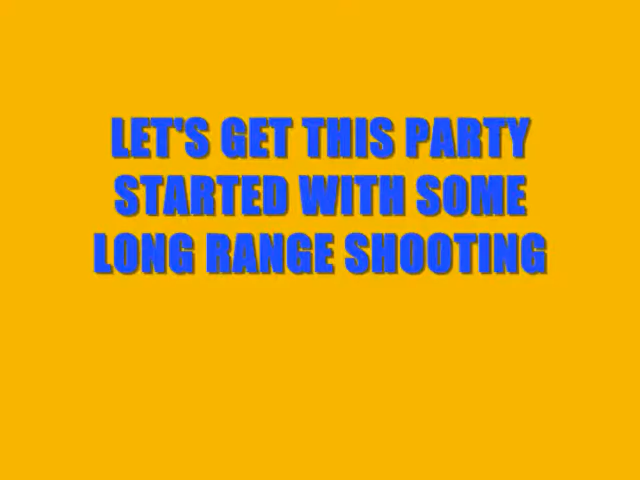 LET'S GET THIS PARTY
STARTED WITH SOME
LONG RANGE SHOOTING